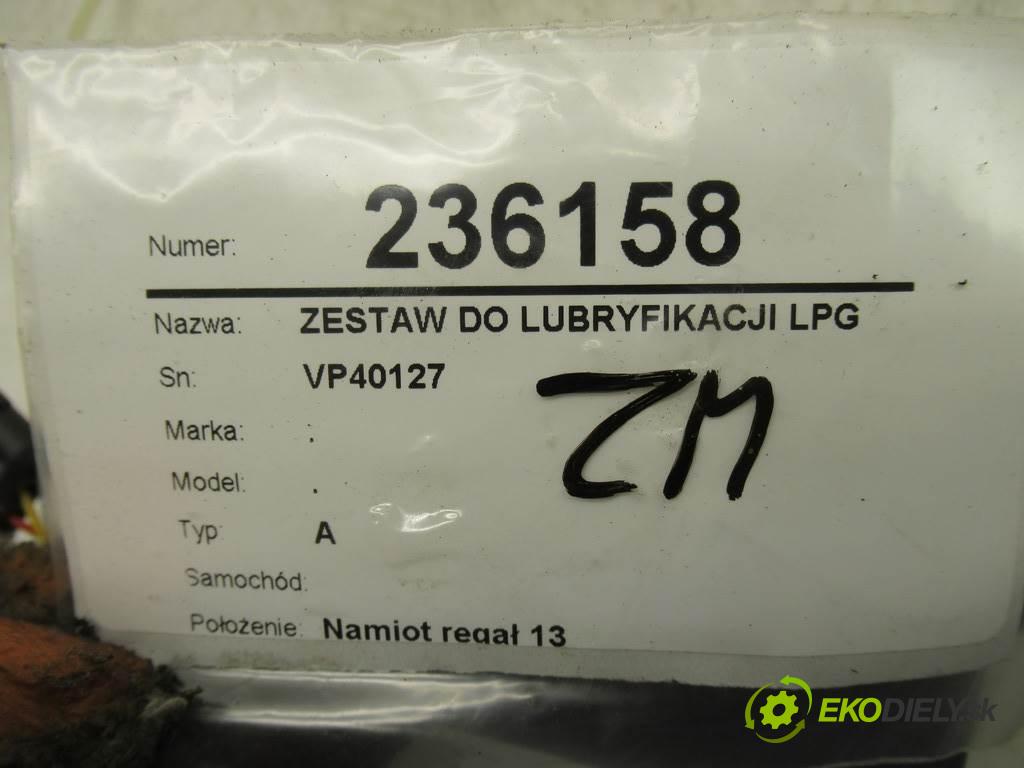 Numer: 236158
Nazwa: ZESTAW DO LUBRYFIKACJI LPG
Sn: VP40127
ZM
Marka: .
Model: .
Typ: A
Samochód:
Położenie: Namiot regał 13
EKODIELY.sk